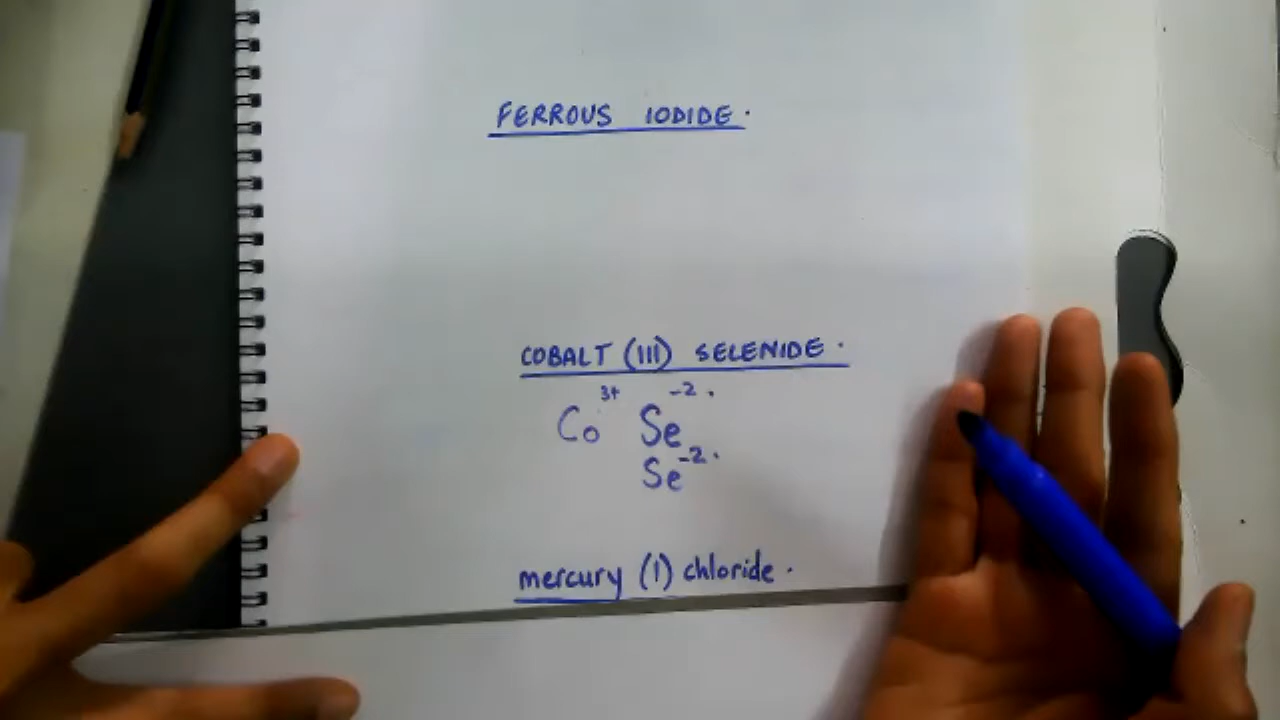 FERROUS IODIDE.
COBALT (III) SELENIDE.
Co³⁺ Se⁻².
Se⁻².
mercury (I) chloride.